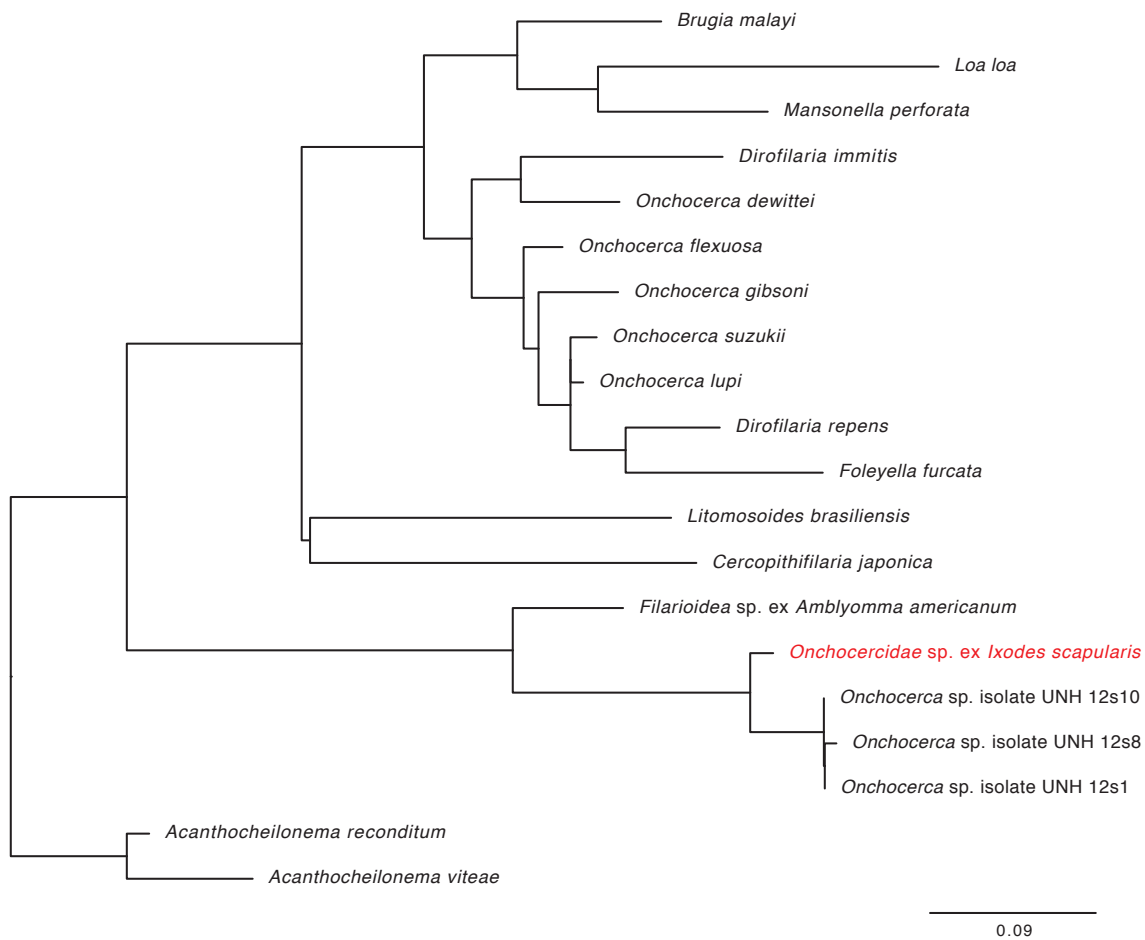 Brugia malayi
Loa loa
Mansonella perforata
Dirofilaria immitis
Onchocerca dewittei
Onchocerca flexuosa
Onchocerca gibsoni
Onchocerca suzukii
Onchocerca lupi
Dirofilaria repens
Foleyella furcata
Litomosoides brasiliensis
Cercopithifilaria japonica
Filarioidea sp. ex Amblyomma americanum
Onchocercidae sp. ex Ixodes scapularis
Onchocerca sp. isolate UNH 12s10
Onchocerca sp. isolate UNH 12s8
Onchocerca sp. isolate UNH 12s1
Acanthocheilonema reconditum
Acanthocheilonema viteae
0.09